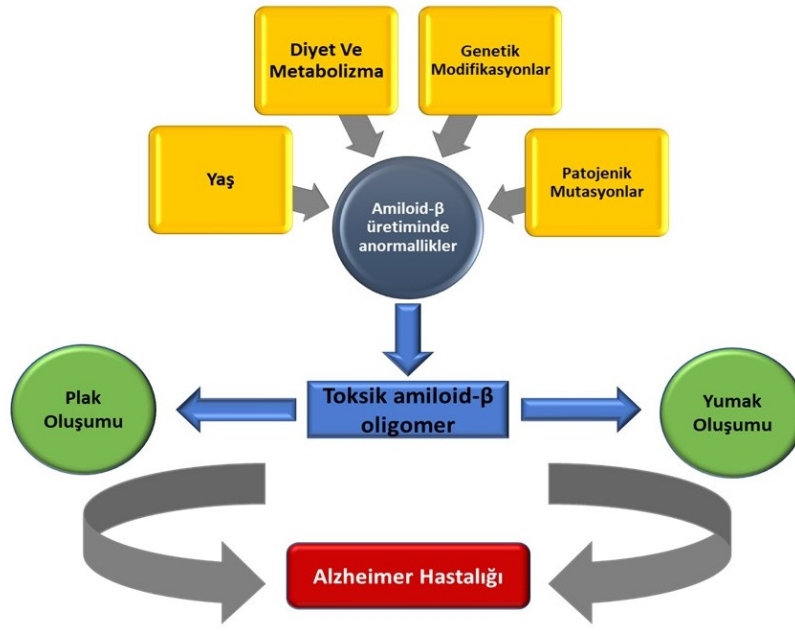 Diyet Ve
Metabolizma
Genetik
Modifikasyonlar
Yaş
Patojenik
Mutasyonlar
Amiloid-β
üretiminde
anormallikler
Plak
Oluşumu
Toksik amiloid-β
oligomer
Yumak
Oluşumu
Alzheimer Hastalığı